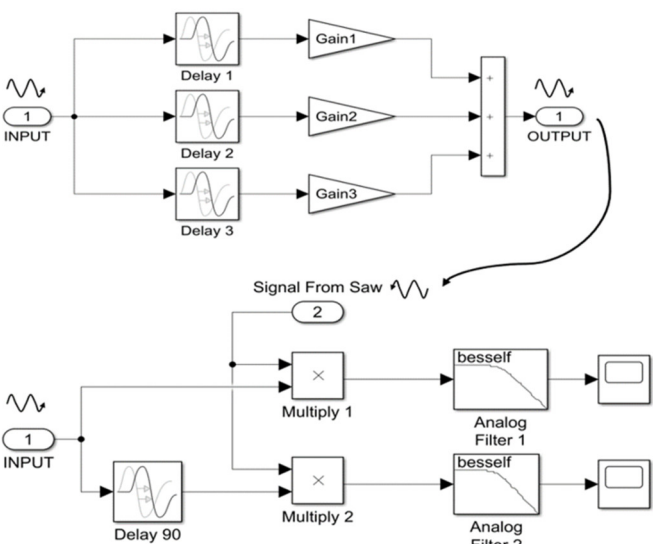 Gain1
Delay 1
1
INPUT
Gain2
Delay 2
+
+
+
1
OUTPUT
Gain3
Delay 3
Signal From Saw
2
×
Multiply 1
besself
Analog
Filter 1
1
INPUT
Delay 90
×
Multiply 2
besself
Analog